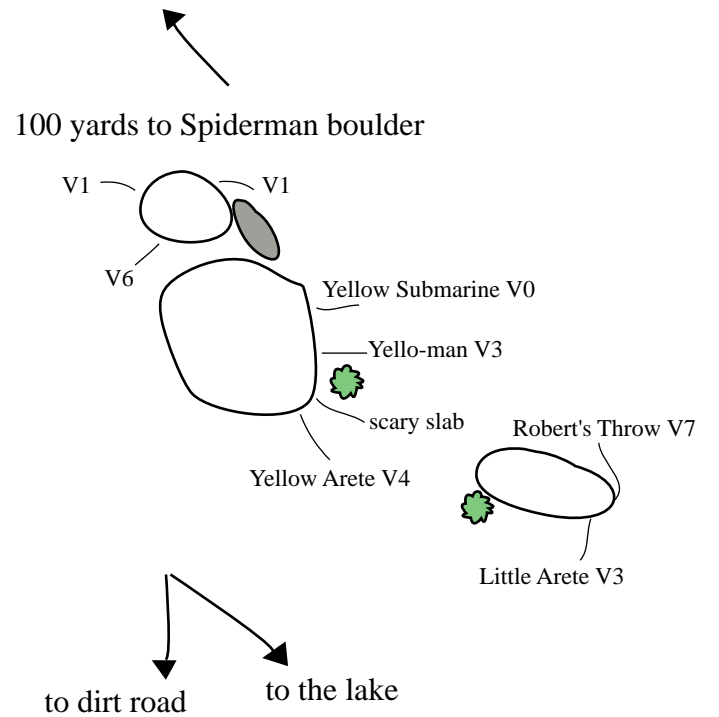 100 yards to Spiderman boulder
V1
V1
V6
Yellow Submarine V0
Yello-man V3
scary slab
Robert's Throw V7
Yellow Arete V4
Little Arete V3
to the lake
to dirt road